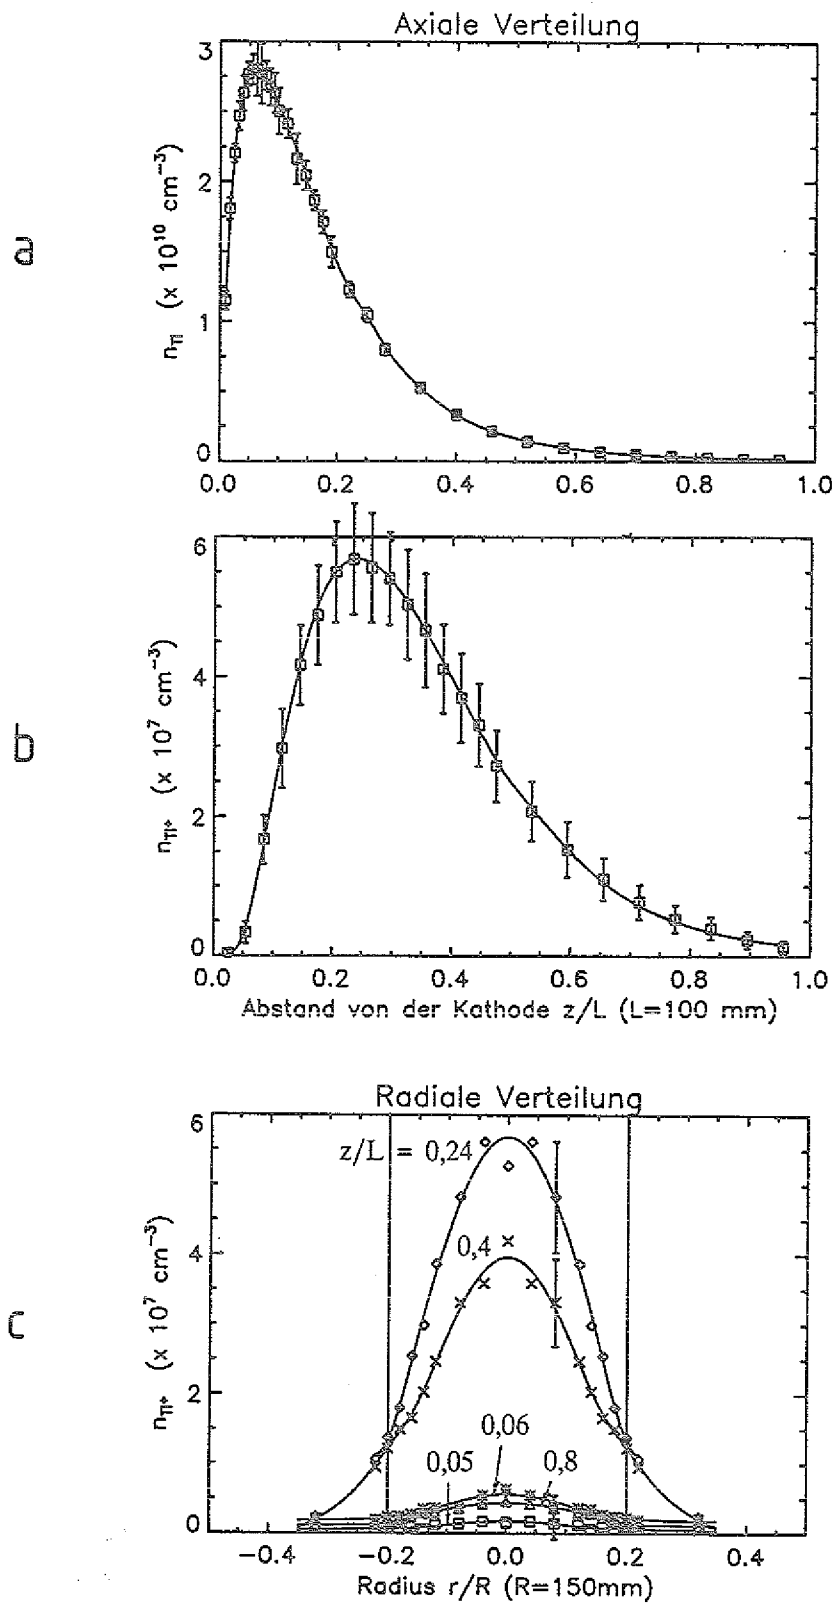 Axiale Verteilung
a
n_Ti (x 10^10 cm^-3)
3
2
1
0
0.0 0.2 0.4 0.6 0.8 1.0
b
n_Ti+ (x 10^7 cm^-3)
6
4
2
0
0.0 0.2 0.4 0.6 0.8 1.0
Abstand von der Kathode z/L (L=100 mm)
Radiale Verteilung
c
n_Ti+ (x 10^7 cm^-3)
6
z/L = 0,24
4
0,4
2
0,06
0,05 0,8
0
−0.4 −0.2 0.0 0.2 0.4
Radius r/R (R=150mm)